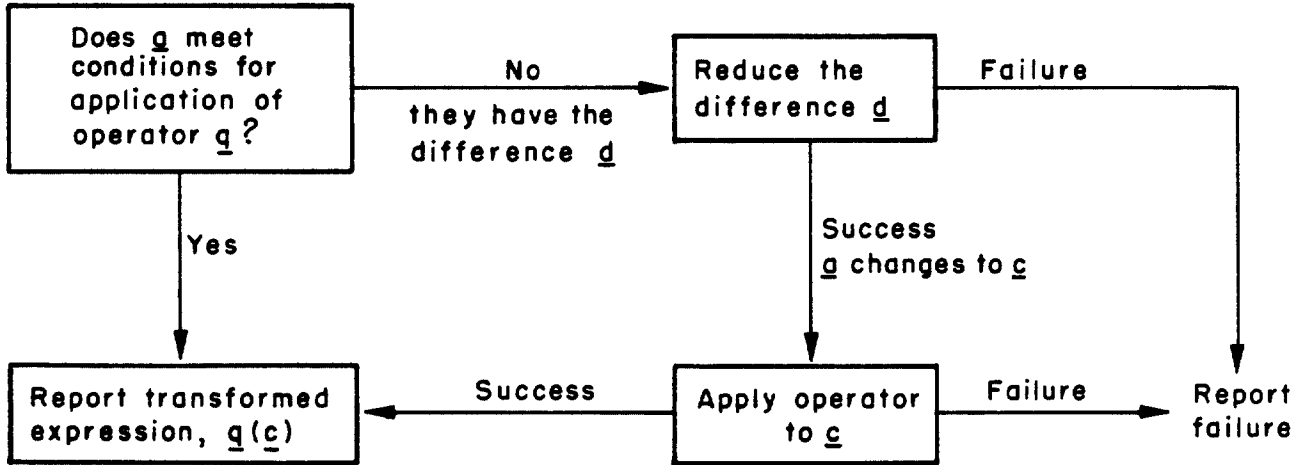 Does a meet
conditions for
application of
operator q?
No
they have the
difference d
Reduce the
difference d
Failure
Yes
Success
a changes to c
Report transformed
expression, q(c)
Success
Apply operator
to c
Failure
Report
failure